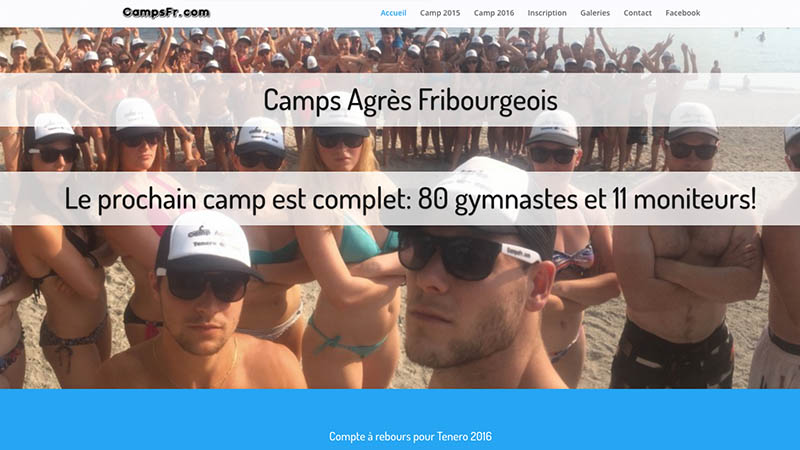 CampsFr.com
Accueil Camp 2015 Camp 2016 Inscription Galeries Contact Facebook
Camps Agrès Fribourgeois
Le prochain camp est complet: 80 gymnastes et 11 moniteurs!
Compte à rebours pour Tenero 2016